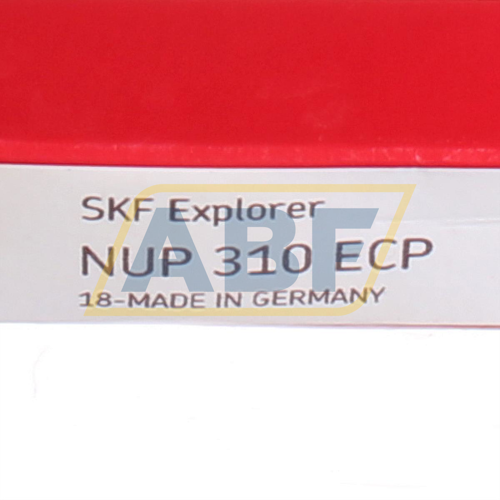 SKF Explorer
NUP 310 ECP
18-MADE IN GERMANY
ABF